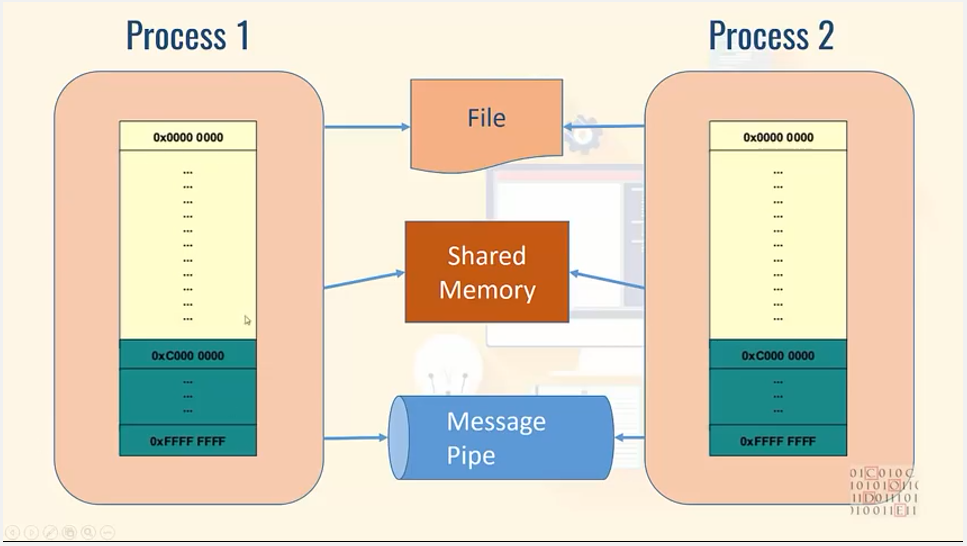 Process 1
Process 2
0x0000 0000
...
...
...
...
...
...
...
...
...
...
...
0xC000 0000
...
...
...
0xFFFF FFFF
File
Shared
Memory
Message
Pipe
0x0000 0000
...
...
...
...
...
...
...
...
...
...
...
0xC000 0000
...
...
...
0xFFFF FFFF